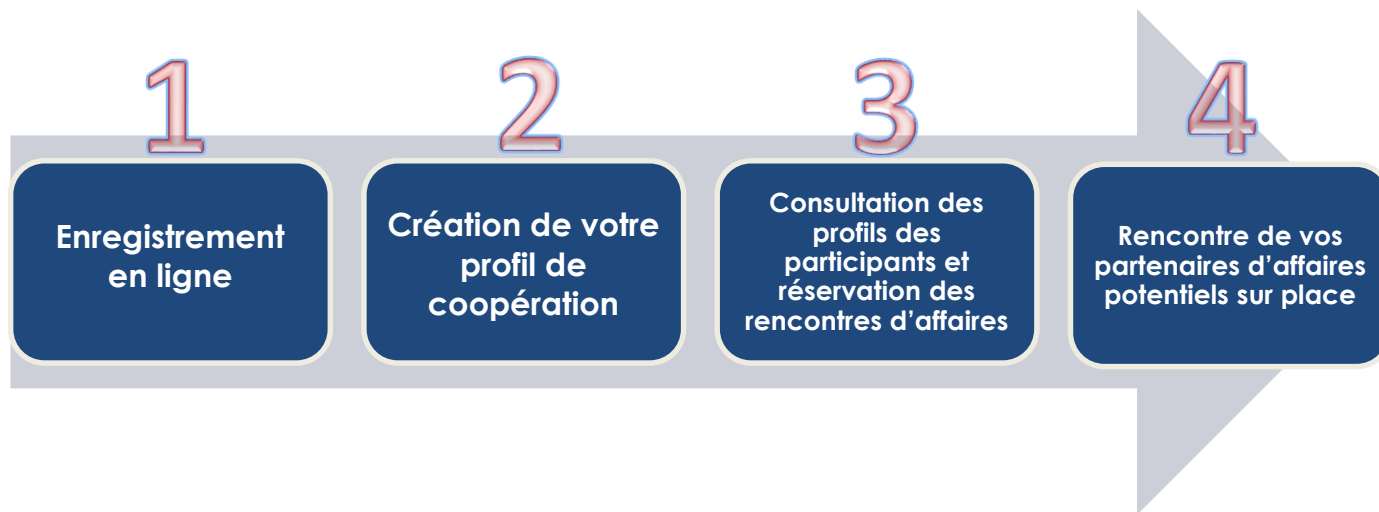 1
Enregistrement
en ligne
2
Création de votre
profil de
coopération
3
Consultation des
profils des
participants et
réservation des
rencontres d’affaires
4
Rencontre de vos
partenaires d’affaires
potentiels sur place